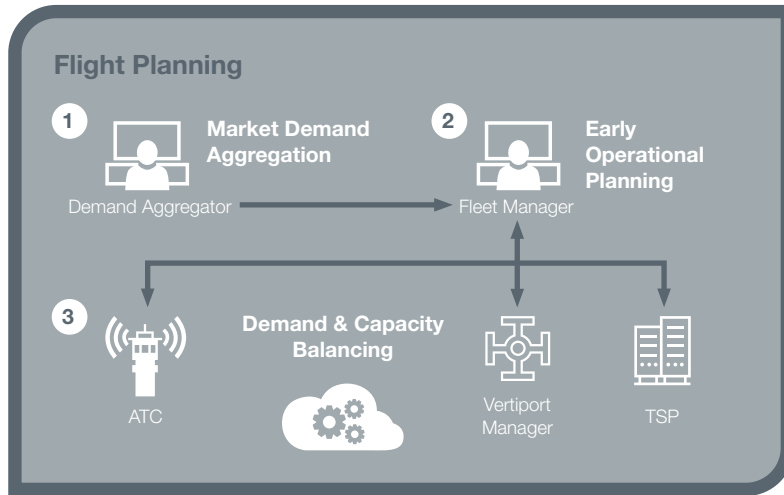 Flight Planning
1
Market Demand
Aggregation
Demand Aggregator
2
Early
Operational
Planning
Fleet Manager
3
ATC
Demand & Capacity
Balancing
Vertiport
Manager
TSP